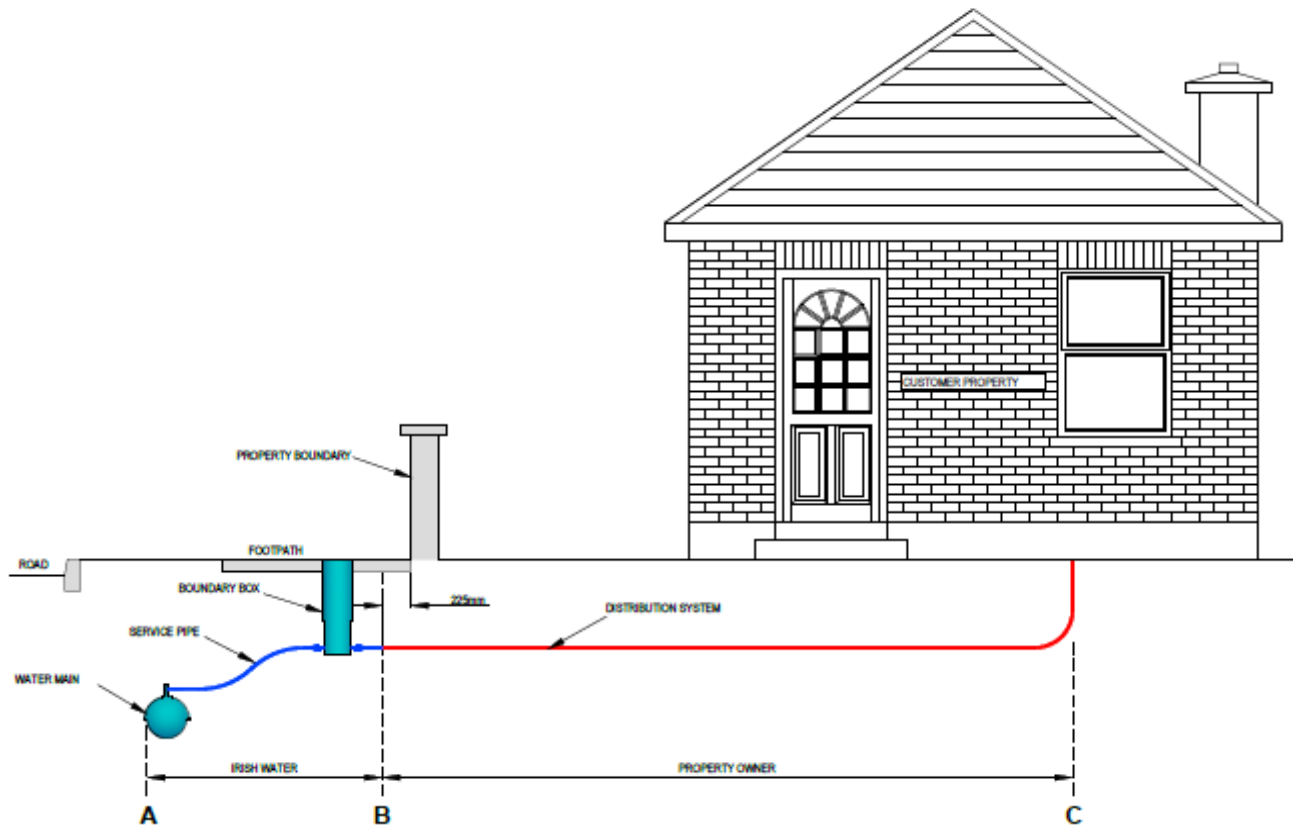 CUSTOMER PROPERTY
PROPERTY BOUNDARY
FOOTPATH
ROAD
BOUNDARY BOX
225mm
DISTRIBUTION SYSTEM
SERVICE PIPE
WATER MAIN
IRISH WATER
PROPERTY OWNER
A
B
C